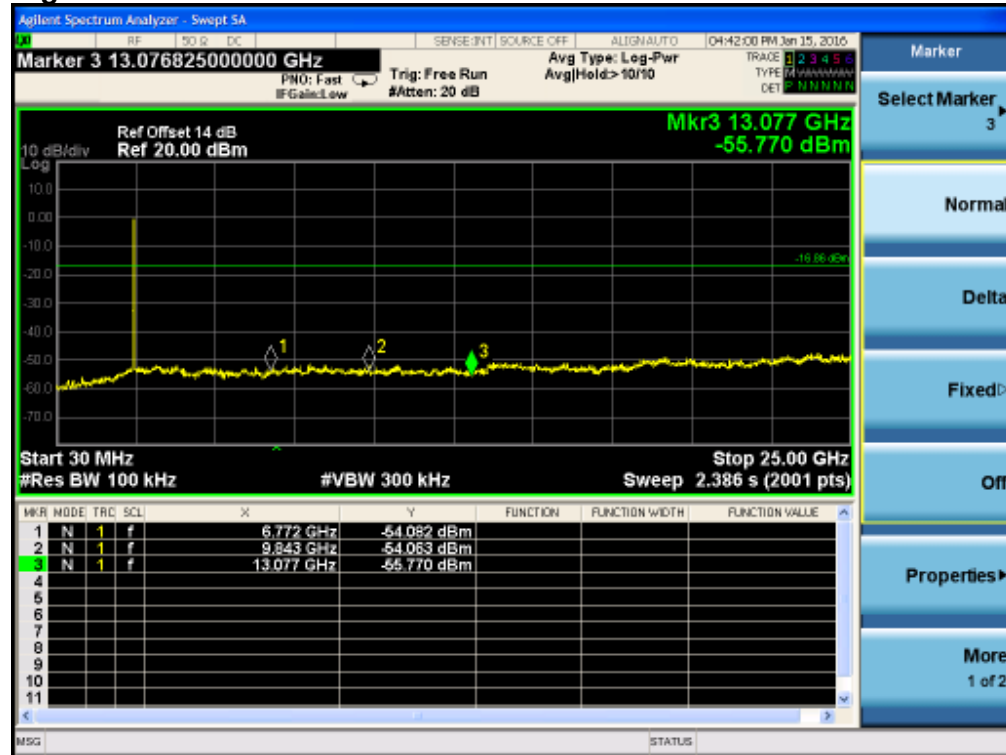 Agilent Spectrum Analyzer - Swept SA
RF 50 Ω DC SENSE:INT SOURCE OFF ALIGNAUTO 04:42:00 PM Jan 15, 2016
Marker 3 13.076825000000 GHz
PNO: Fast
IFGain:Low
Trig: Free Run
#Atten: 20 dB
Avg Type: Log-Pwr
Avg|Hold:> 10/10
TRACE 1 2 3 4 5 6
TYPE
DET P N N N N N
Ref Offset 14 dB
10 dB/div Ref 20.00 dBm
Log
Mkr3 13.077 GHz
-55.770 dBm
10.0
0.00
-10.0
-16.86 dBm
-20.0
-30.0
-40.0
1 2 3
-50.0
-60.0
-70.0
Start 30 MHz Stop 25.00 GHz
#Res BW 100 kHz #VBW 300 kHz Sweep 2.386 s (2001 pts)
MKR MODE TRC SCL X Y FUNCTION FUNCTION WIDTH FUNCTION VALUE
1 N 1 f 6.772 GHz -54.082 dBm
2 N 1 f 9.843 GHz -54.063 dBm
3 N 1 f 13.077 GHz -55.770 dBm
4
5
6
7
8
9
10
11
MSG STATUS
Marker
Select Marker
3
Normal
Delta
Fixed
Off
Properties
More
1 of 2